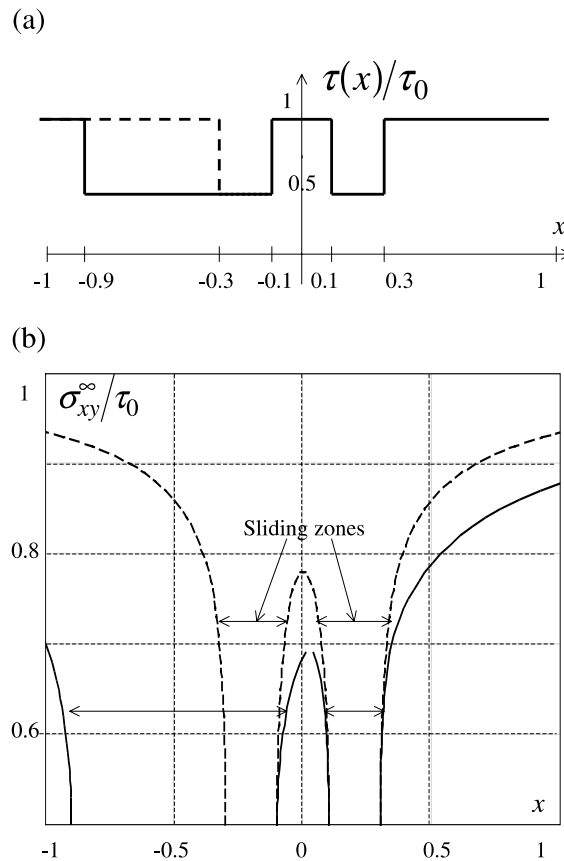 (a)
τ(x)/τ0
1
0.5
x
-1 -0.9 -0.3 -0.1 0.1 0.3 1
(b)
1 σ∞xy/τ0
Sliding zones
0.8
0.6
x
-1 -0.5 0 0.5 1